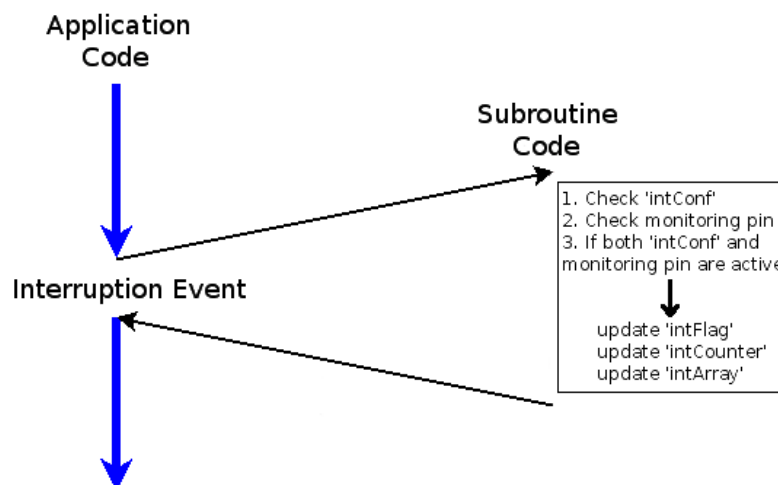 Application
Code
Subroutine
Code
1. Check 'intConf'
2. Check monitoring pin
3. If both 'intConf' and
monitoring pin are active
Interruption Event
update 'intFlag'
update 'intCounter'
update 'intArray'